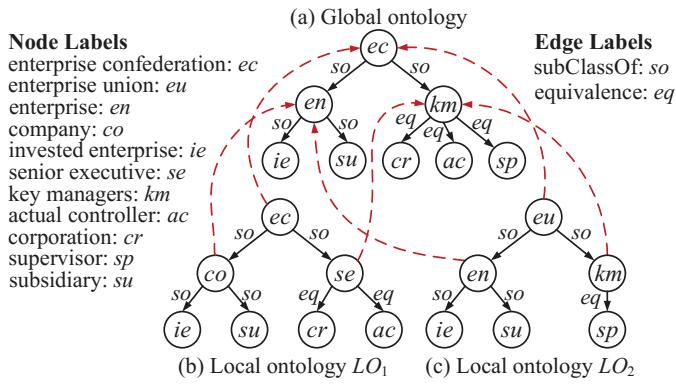 (a) Global ontology
Node Labels
enterprise confederation: ec
enterprise union: eu
enterprise: en
company: co
invested enterprise: ie
senior executive: se
key managers: km
actual controller: ac
corporation: cr
supervisor: sp
subsidiary: su
Edge Labels
subClassOf: so
equivalence: eq
ec
so so
en km
so so eq eq eq
ie su cr ac sp
ec eu
so so so so
co se en km
so so eq eq so so eq
ie su cr ac ie su sp
(b) Local ontology LO1 (c) Local ontology LO2